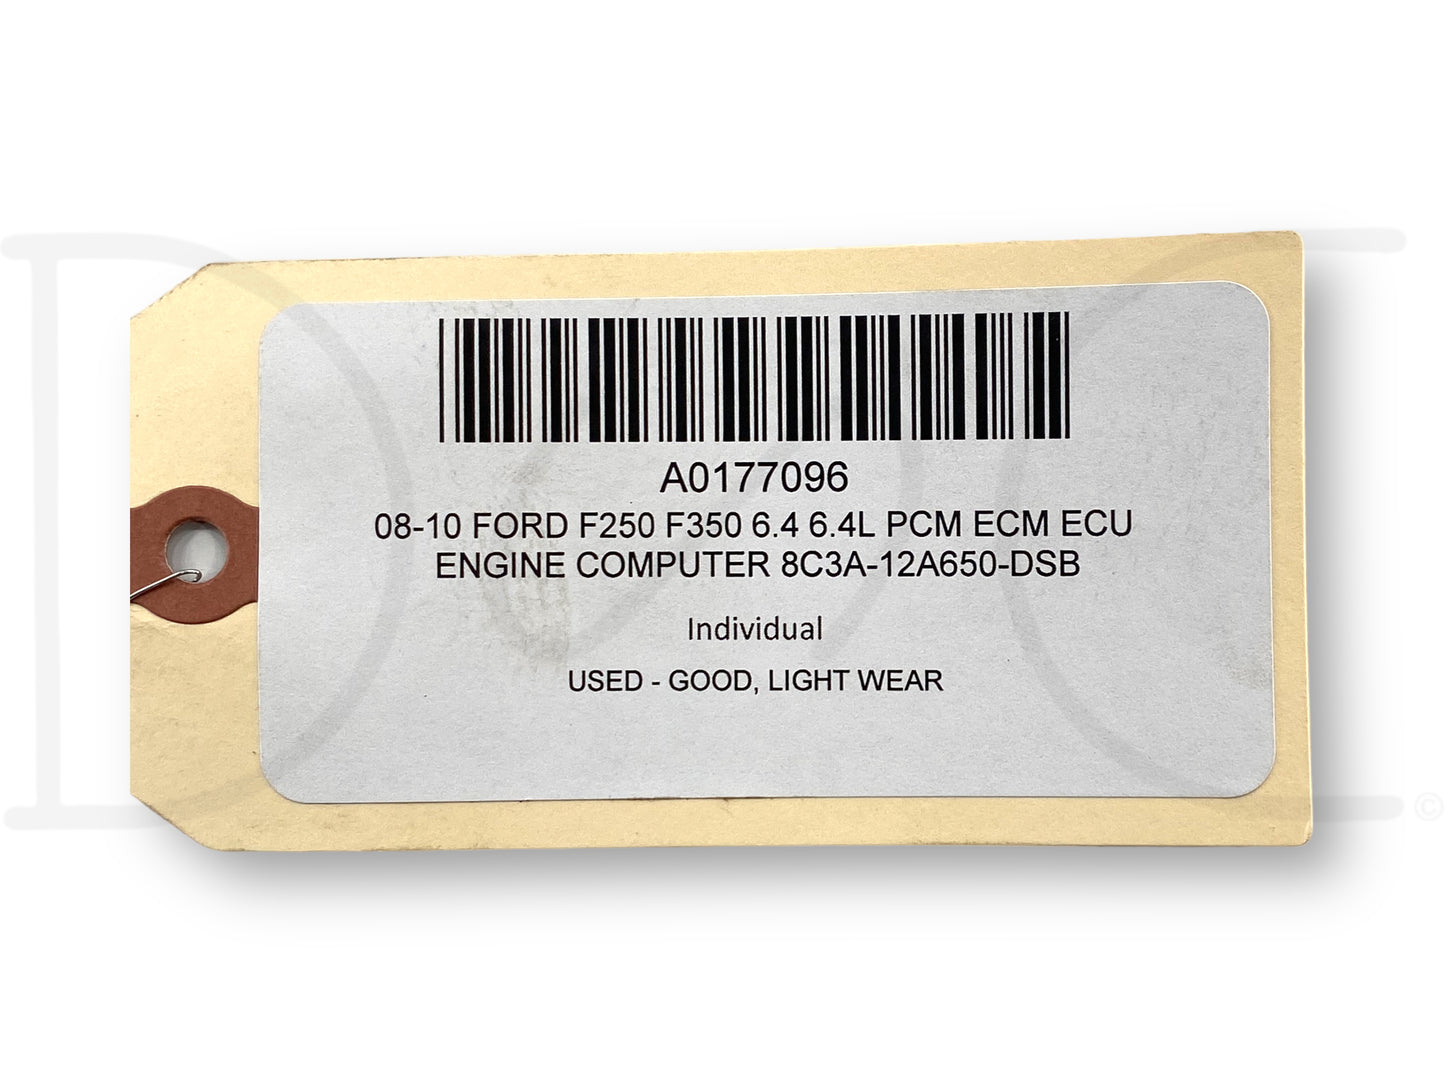 A0177096
08-10 FORD F250 F350 6.4 6.4L PCM ECM ECU
ENGINE COMPUTER 8C3A-12A650-DSB
Individual
USED - GOOD, LIGHT WEAR
©